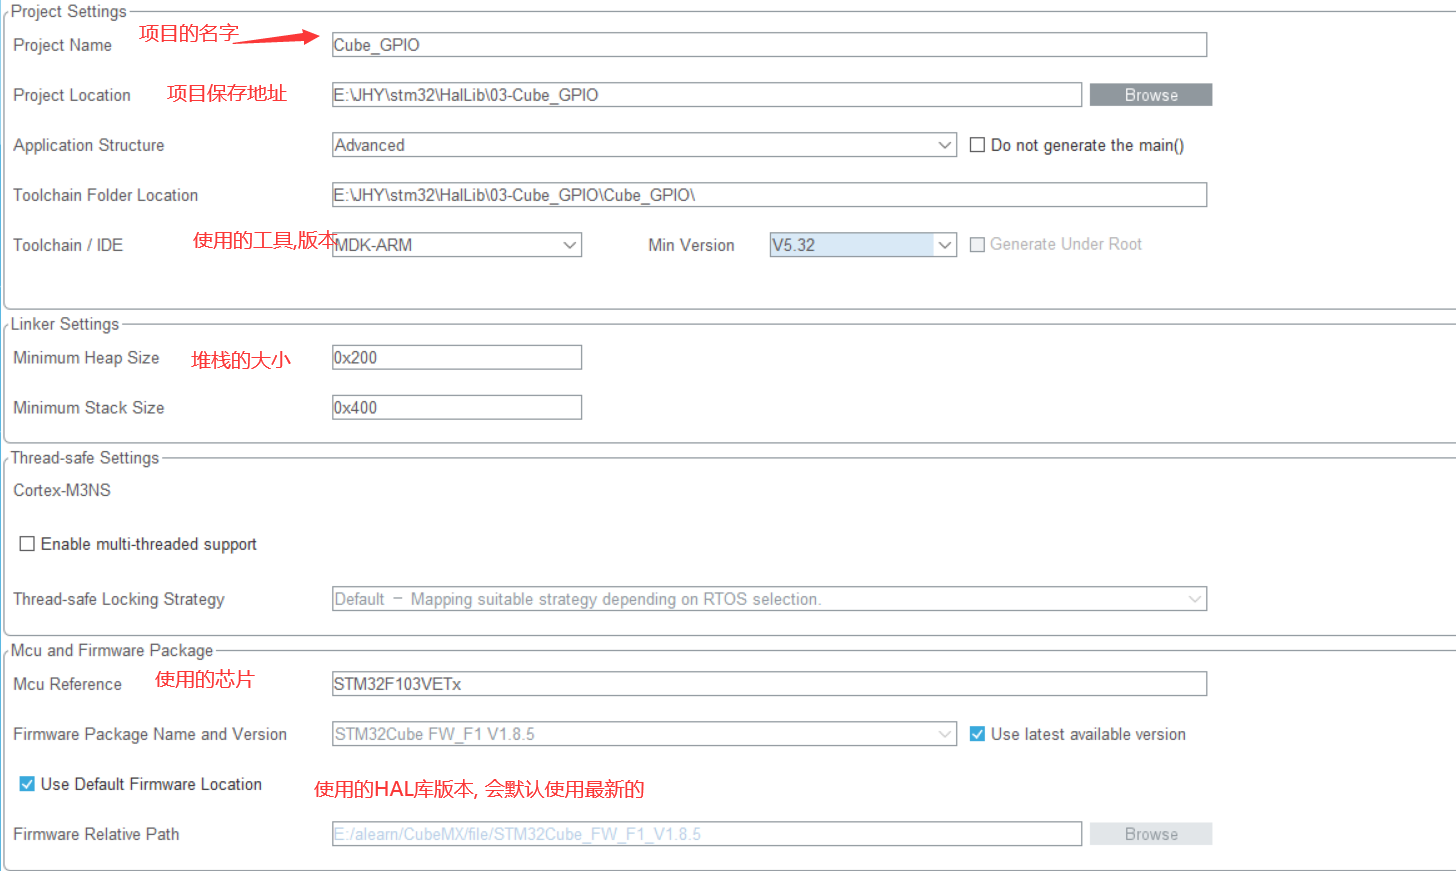 Project Settings
项目的名字
Project Name Cube_GPIO
Project Location 项目保存地址 E:\JHY\stm32\HalLib\03-Cube_GPIO Browse
Application Structure Advanced Do not generate the main()
Toolchain Folder Location E:\JHY\stm32\HalLib\03-Cube_GPIO\Cube_GPIO\
Toolchain / IDE 使用的工具,版本 MDK-ARM Min Version V5.32 Generate Under Root
Linker Settings
Minimum Heap Size 堆栈的大小 0x200
Minimum Stack Size 0x400
Thread-safe Settings
Cortex-M3NS
Enable multi-threaded support
Thread-safe Locking Strategy Default － Mapping suitable strategy depending on RTOS selection.
Mcu and Firmware Package
Mcu Reference 使用的芯片 STM32F103VETx
Firmware Package Name and Version STM32Cube FW_F1 V1.8.5 Use latest available version
Use Default Firmware Location 使用的HAL库版本, 会默认使用最新的
Firmware Relative Path E:/alearn/CubeMX/file/STM32Cube_FW_F1_V1.8.5 Browse